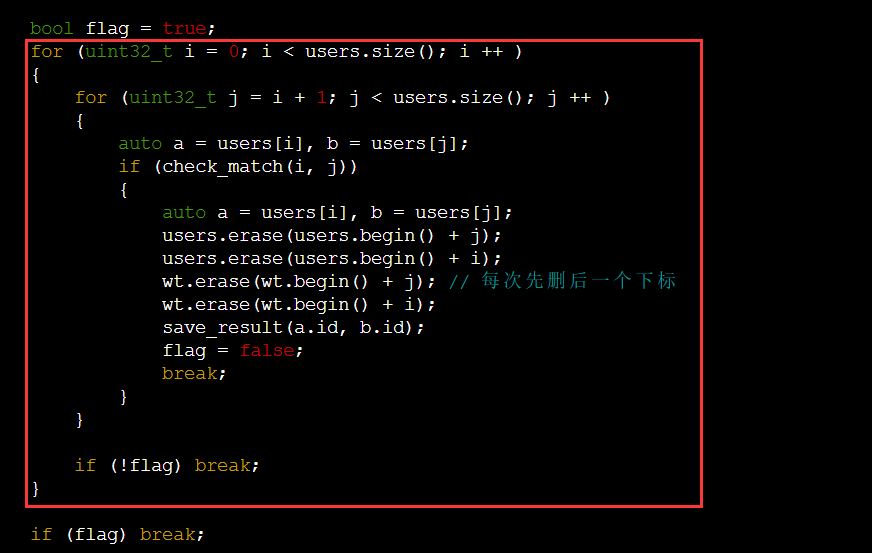 bool flag = true;
for (uint32_t i = 0; i < users.size(); i ++ )
{
    for (uint32_t j = i + 1; j < users.size(); j ++ )
    {
        auto a = users[i], b = users[j];
        if (check_match(i, j))
        {
            auto a = users[i], b = users[j];
            users.erase(users.begin() + j);
            users.erase(users.begin() + i);
            wt.erase(wt.begin() + j); // 每次先删后一个下标
            wt.erase(wt.begin() + i);
            save_result(a.id, b.id);
            flag = false;
            break;
        }
    }

    if (!flag) break;
}

if (flag) break;